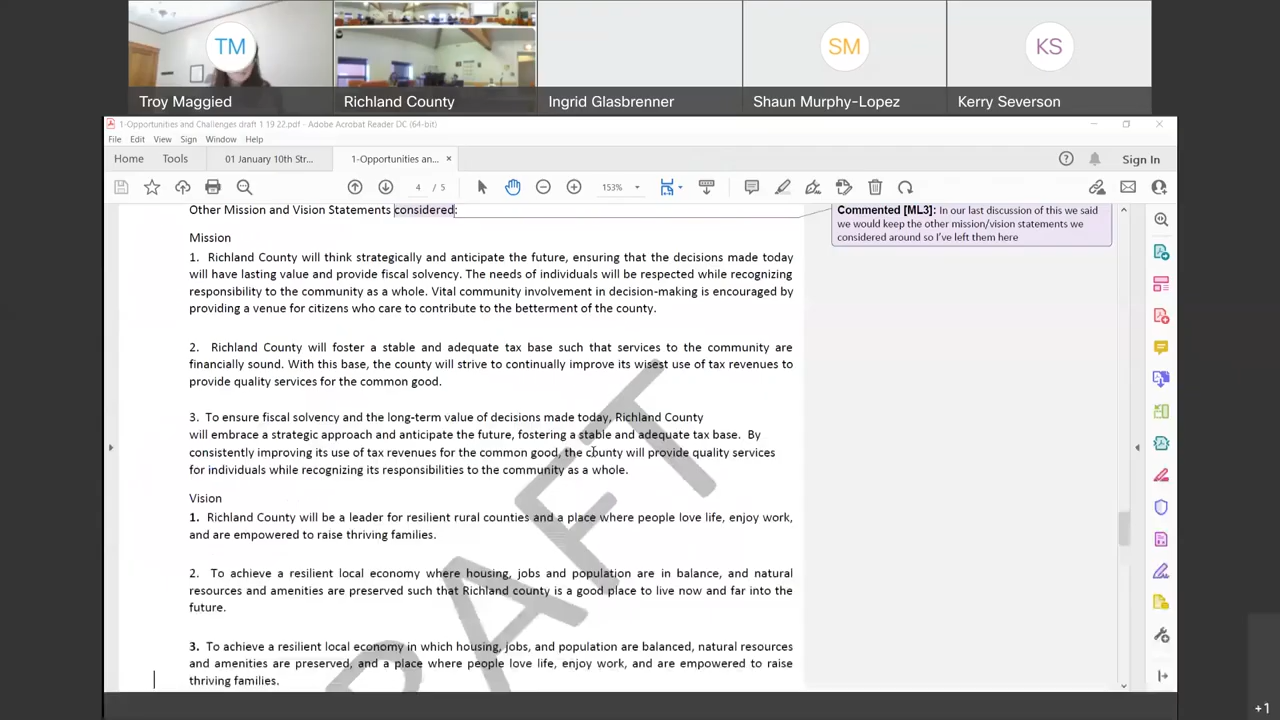 TM
SM
KS
Troy Maggied
Richland County
Ingrid Glasbrenner
Shaun Murphy-Lopez
Kerry Severson
1-Opportunities and Challenges draft 1 19 22.pdf - Adobe Acrobat Reader DC (64-bit)
File Edit View Sign Window Help
Home Tools 01 January 10th Str... 1-Opportunities an... × Sign In
4 / 5 153%
Other Mission and Vision Statements considered:
Commented [ML3]: In our last discussion of this we said
we would keep the other mission/vision statements we
considered around so I've left them here
Mission
1. Richland County will think strategically and anticipate the future, ensuring that the decisions made today
will have lasting value and provide fiscal solvency. The needs of individuals will be respected while recognizing
responsibility to the community as a whole. Vital community involvement in decision-making is encouraged by
providing a venue for citizens who care to contribute to the betterment of the county.
2. Richland County will foster a stable and adequate tax base such that services to the community are
financially sound. With this base, the county will strive to continually improve its wisest use of tax revenues to
provide quality services for the common good.
3. To ensure fiscal solvency and the long-term value of decisions made today, Richland County
will embrace a strategic approach and anticipate the future, fostering a stable and adequate tax base. By
consistently improving its use of tax revenues for the common good, the county will provide quality services
for individuals while recognizing its responsibilities to the community as a whole.
Vision
1. Richland County will be a leader for resilient rural counties and a place where people love life, enjoy work,
and are empowered to raise thriving families.
2. To achieve a resilient local economy where housing, jobs and population are in balance, and natural
resources and amenities are preserved such that Richland county is a good place to live now and far into the
future.
3. To achieve a resilient local economy in which housing, jobs, and population are balanced, natural resources
and amenities are preserved, and a place where people love life, enjoy work, and are empowered to raise
thriving families.
DRAFT
+1